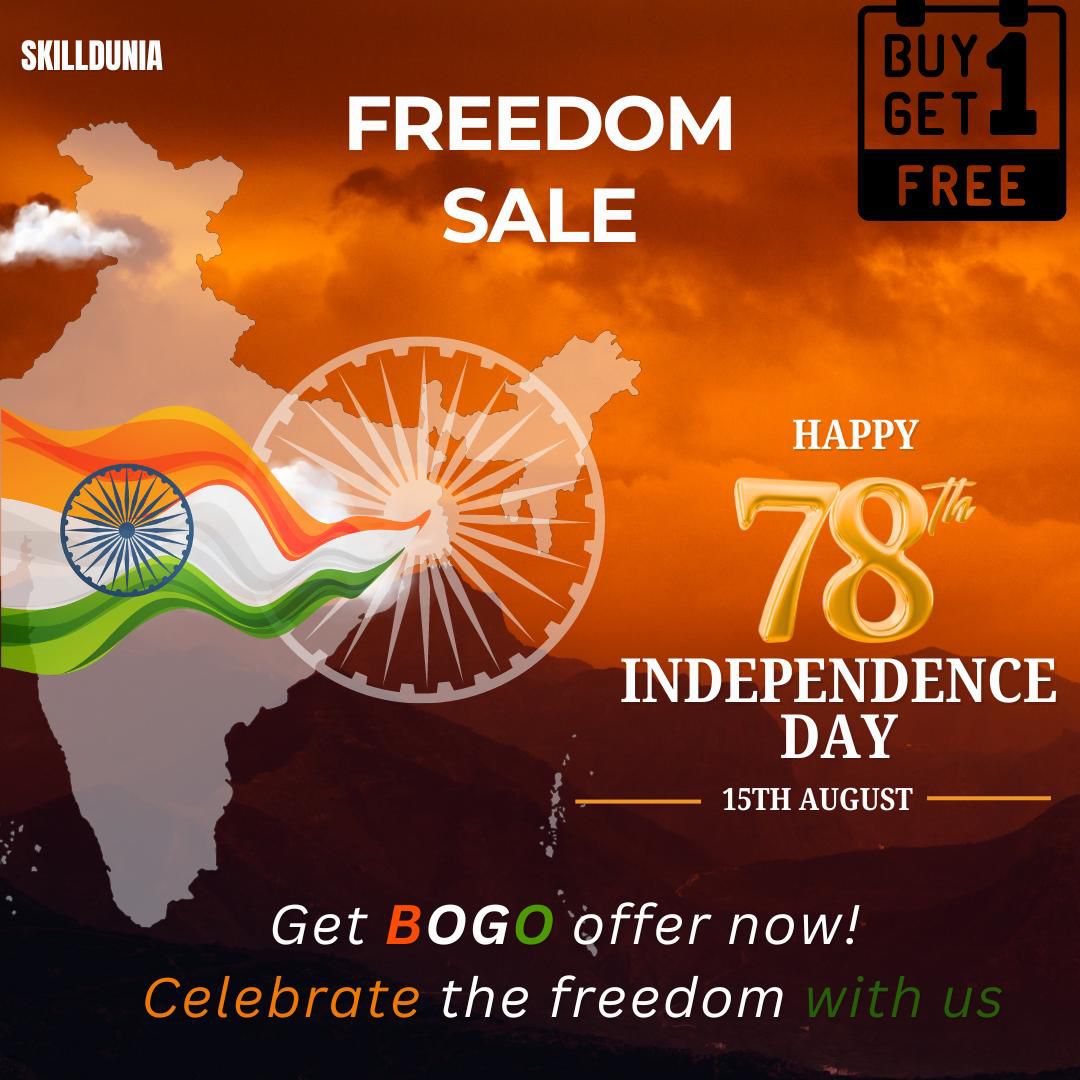 SKILLDUNIA
FREEDOM
SALE
BUY 1
GET
FREE
HAPPY
78th
INDEPENDENCE
DAY
15TH AUGUST
Get BOGO offer now!
Celebrate the freedom with us